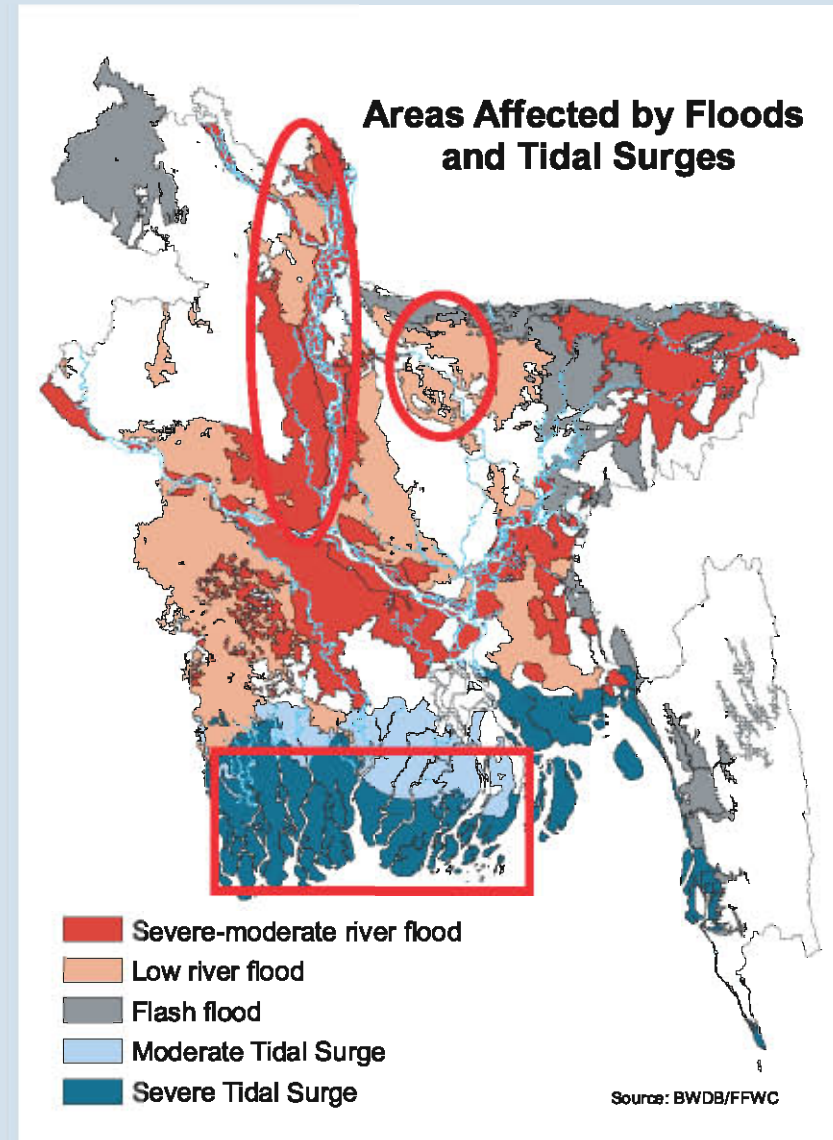 Areas Affected by Floods
and Tidal Surges
Severe-moderate river flood
Low river flood
Flash flood
Moderate Tidal Surge
Severe Tidal Surge
Source: BWDB/FFWC